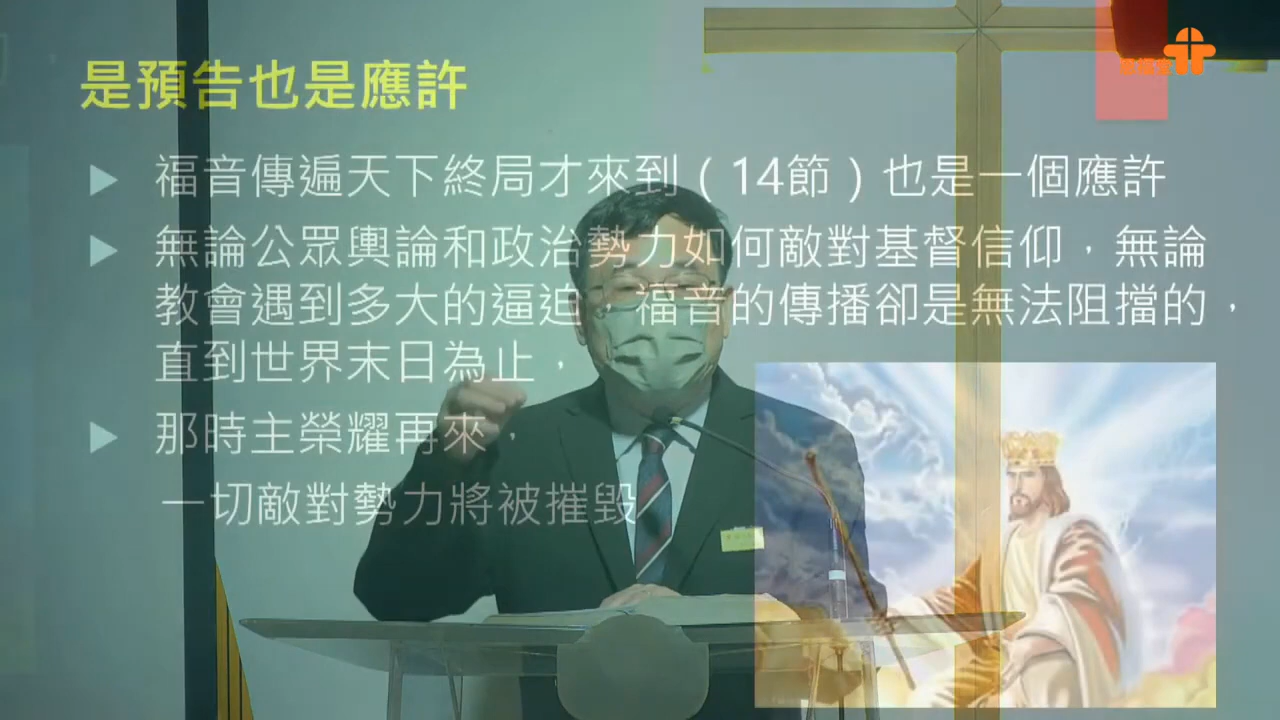 是預告也是應許
福音傳遍天下終局才來到（14節）也是一個應許
無論公眾輿論和政治勢力如何敵對基督信仰，無論
教會遇到多大的逼迫，福音的傳播卻是無法阻擋的，
直到世界末日為止，
那時主榮耀再來，
一切敵對勢力將被摧毀